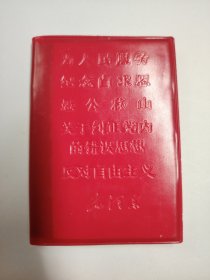 为人民服务
纪念白求恩
愚公移山
关于纠正党内
的错误思想
反对自由主义
毛泽东